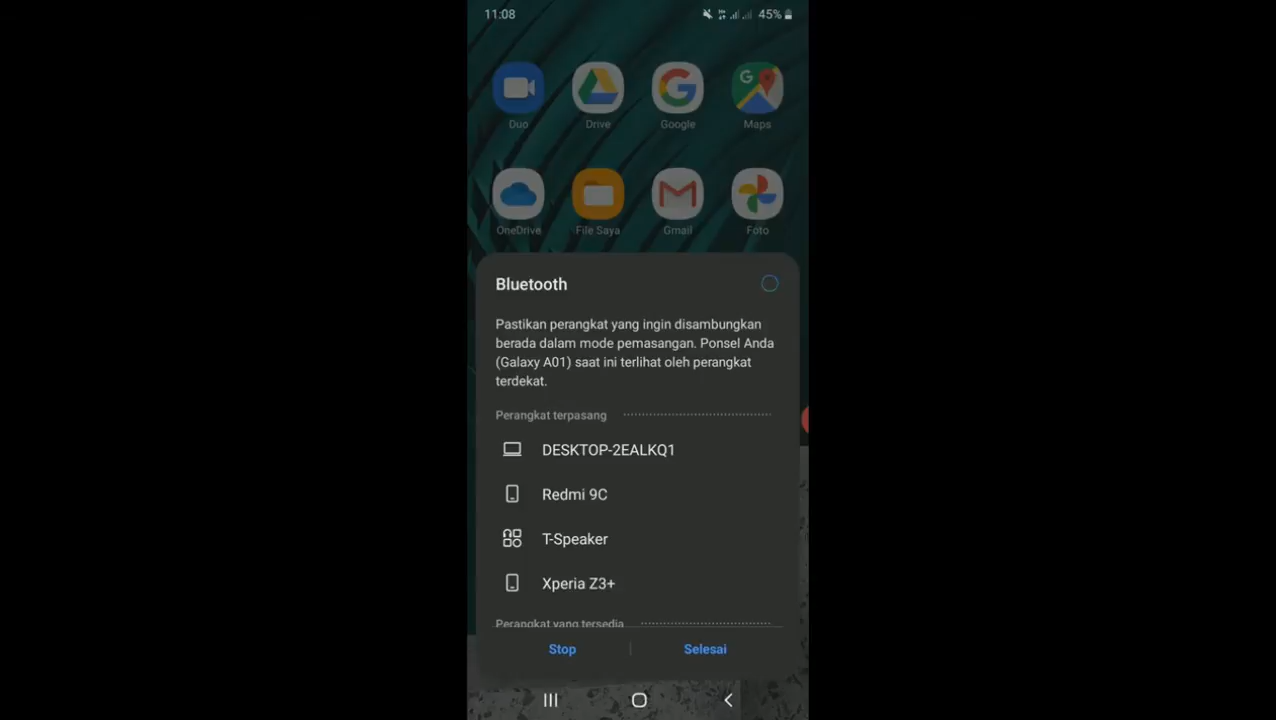 11:08
45%
Duo
Drive
Google
Maps
OneDrive
File Saya
Gmail
Foto
Bluetooth
Pastikan perangkat yang ingin disambungkan
berada dalam mode pemasangan. Ponsel Anda
(Galaxy A01) saat ini terlihat oleh perangkat
terdekat.
Perangkat terpasang
DESKTOP-2EALKQ1
Redmi 9C
T-Speaker
Xperia Z3+
Perangkat yang tersedia
Stop
Selesai